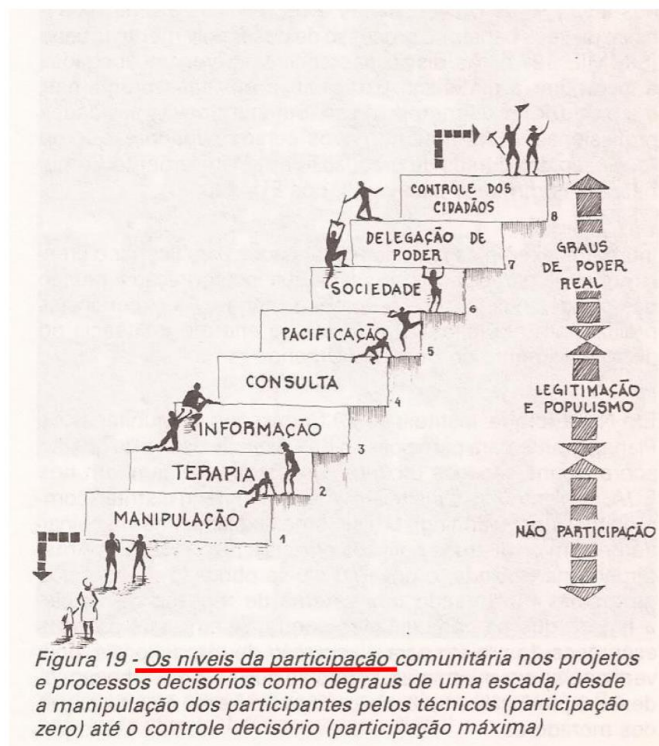 CONTROLE DOS
CIDADÃOS
8
DELEGAÇÃO DE
PODER
7
SOCIEDADE
6
PACIFICAÇÃO
5
CONSULTA
4
INFORMAÇÃO
3
TERAPIA
2
MANIPULAÇÃO
1
GRAUS
DE PODER
REAL
LEGITIMAÇÃO
E POPULISMO
NÃO PARTICIPAÇÃO
Figura 19 - Os níveis da participação comunitária nos projetos
e processos decisórios como degraus de uma escada, desde
a manipulação dos participantes pelos técnicos (participação
zero) até o controle decisório (participação máxima)